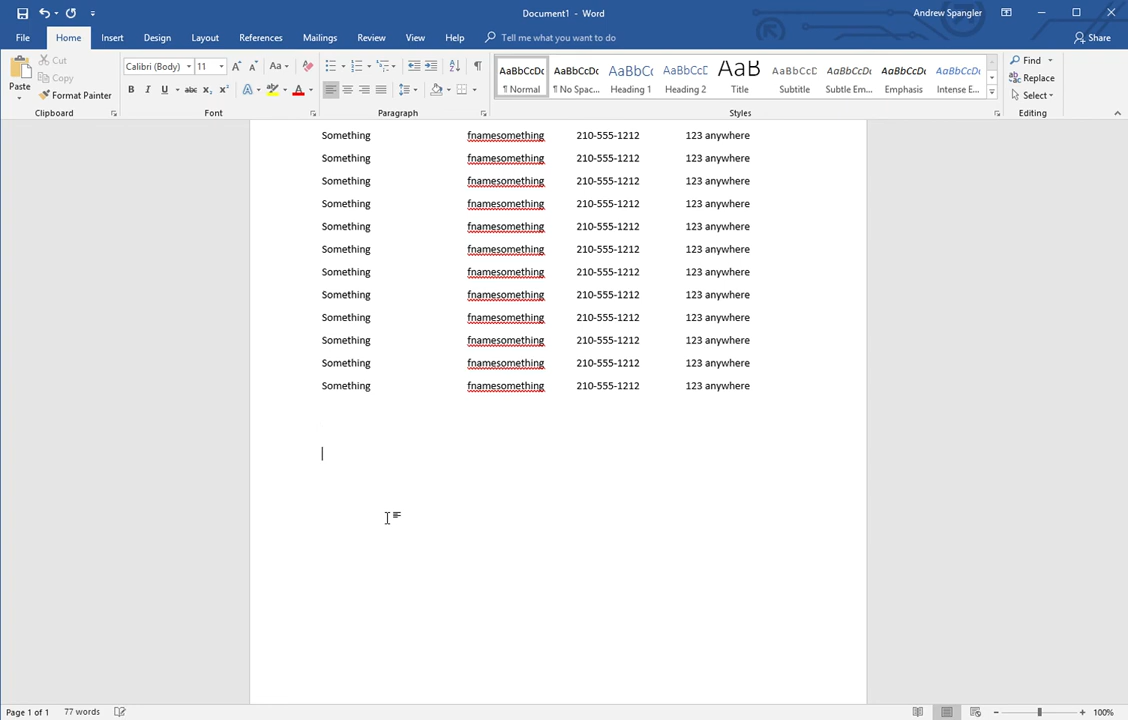 Document1 - Word
Andrew Spangler
File Home Insert Design Layout References Mailings Review View Help Tell me what you want to do Share
Paste
Cut
Copy
Format Painter
Clipboard
Calibri (Body) 11
Font
Paragraph
AaBbCcDc
¶ Normal
AaBbCcDc
¶ No Spac...
AaBbCc
Heading 1
AaBbCcD
Heading 2
AaB
Title
AaBbCcD
Subtitle
AaBbCcDc
Subtle Em...
AaBbCcDc
Emphasis
AaBbCcDc
Intense E...
Styles
Find
Replace
Select
Editing
Something fnamesomething 210-555-1212 123 anywhere
Something fnamesomething 210-555-1212 123 anywhere
Something fnamesomething 210-555-1212 123 anywhere
Something fnamesomething 210-555-1212 123 anywhere
Something fnamesomething 210-555-1212 123 anywhere
Something fnamesomething 210-555-1212 123 anywhere
Something fnamesomething 210-555-1212 123 anywhere
Something fnamesomething 210-555-1212 123 anywhere
Something fnamesomething 210-555-1212 123 anywhere
Something fnamesomething 210-555-1212 123 anywhere
Something fnamesomething 210-555-1212 123 anywhere
Something fnamesomething 210-555-1212 123 anywhere
Page 1 of 1 77 words 100%